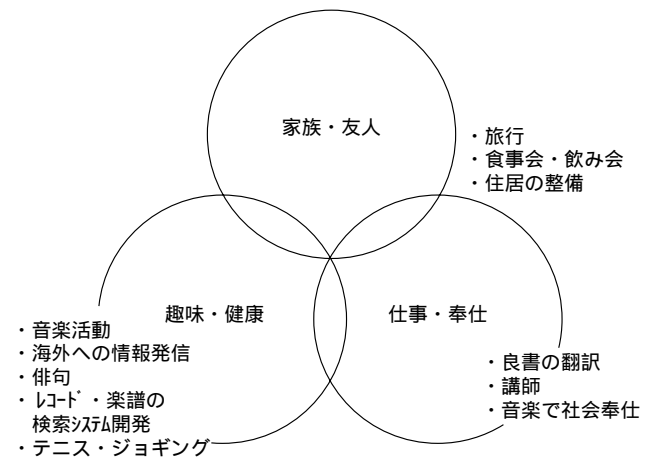 家族・友人
・旅行
・食事会・飲み会
・住居の整備
趣味・健康
・音楽活動
・海外への情報発信
・俳句
・ﾚｺｰﾄﾞ・楽譜の
検索ｼｽﾃﾑ開発
・テニス・ジョギング
仕事・奉仕
・良書の翻訳
・講師
・音楽で社会奉仕